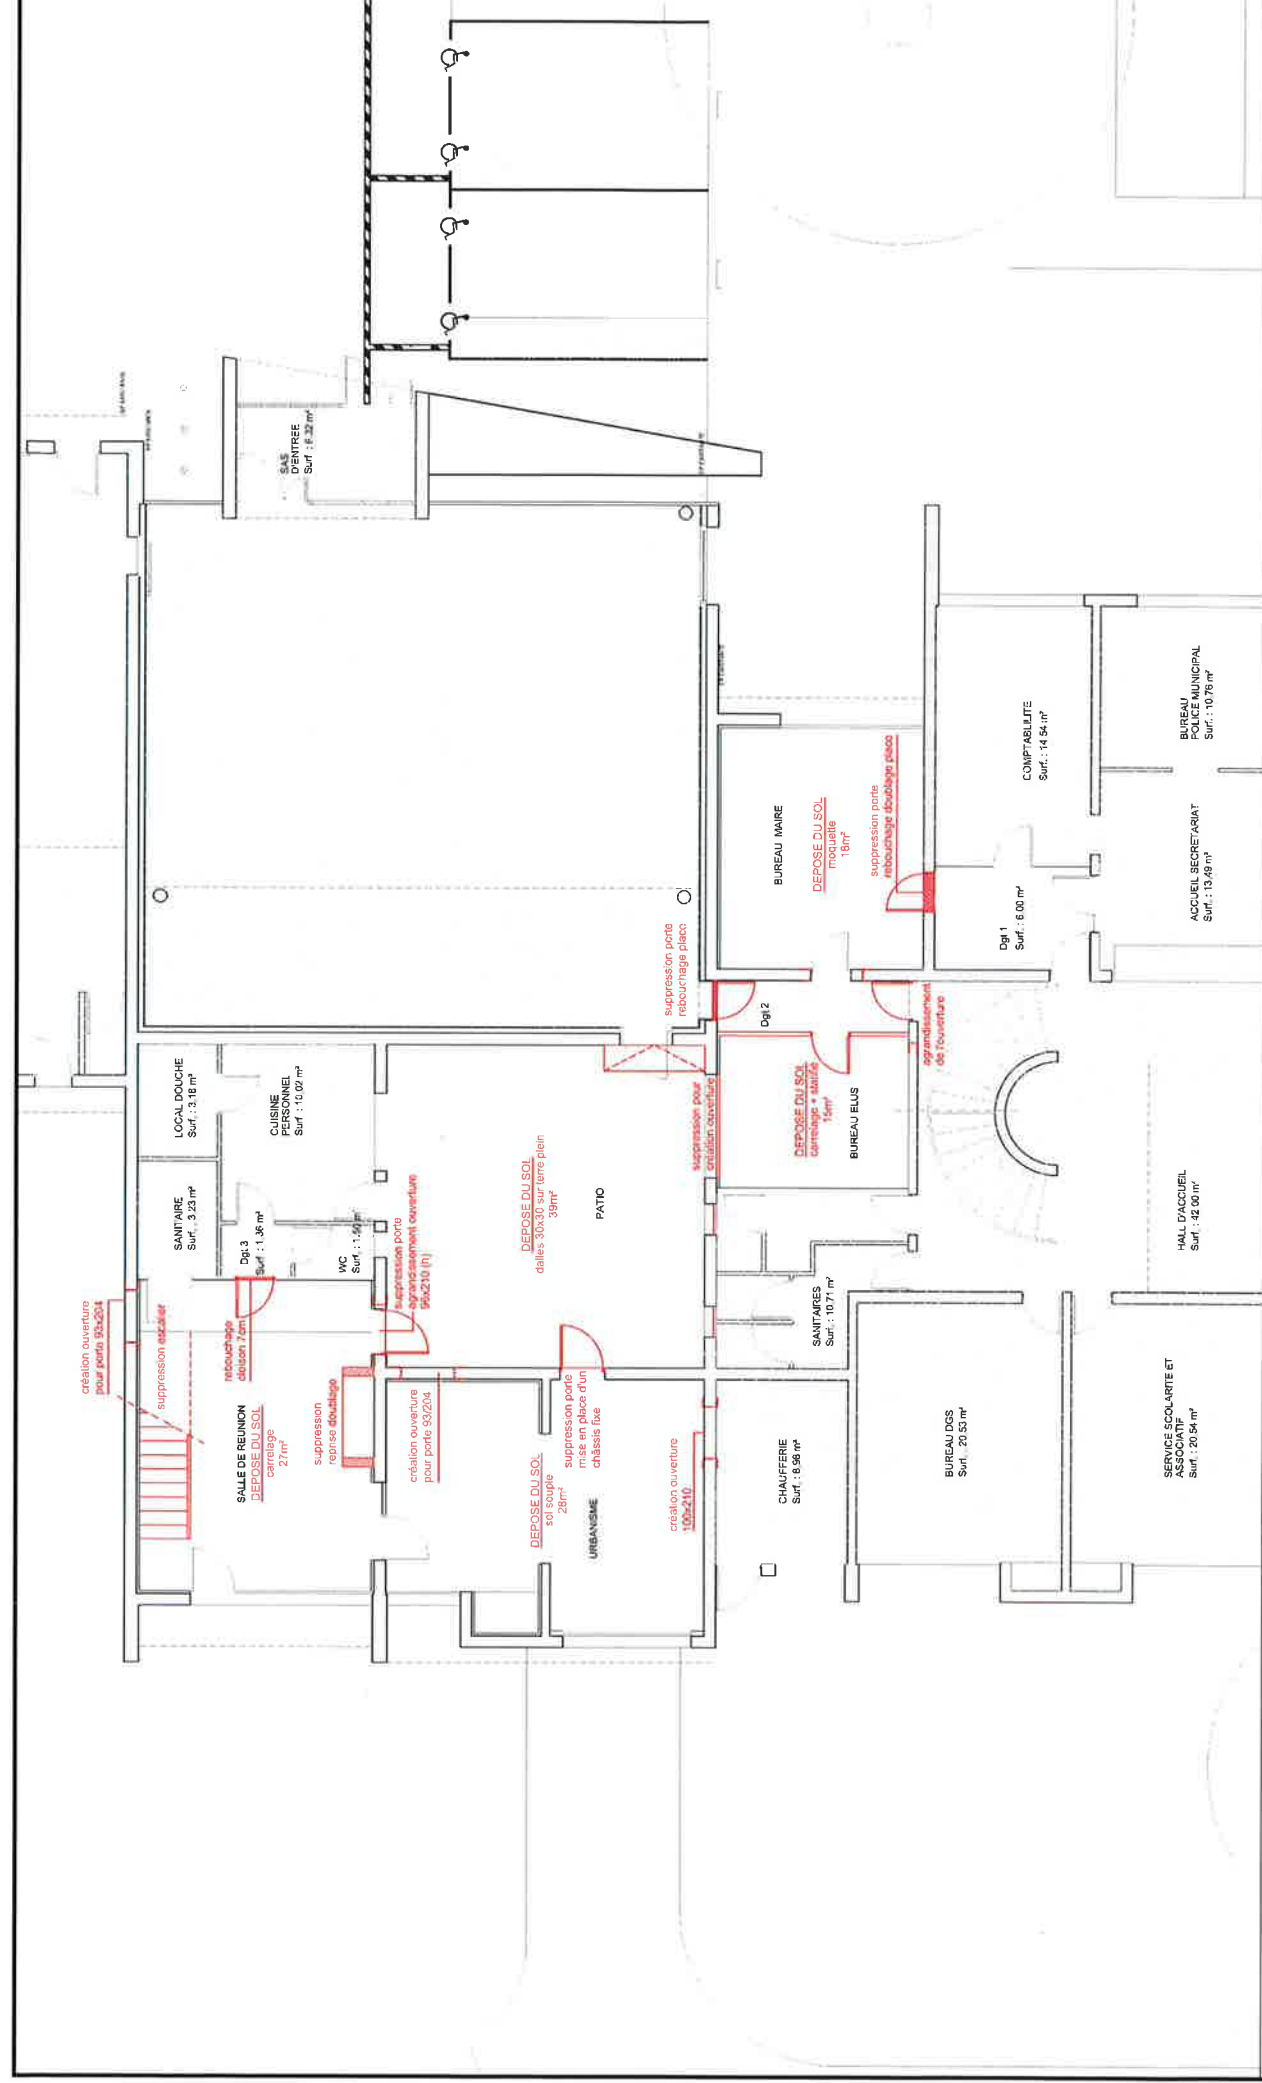 création ouverture
pour porte 93x204
suppression escalier
SANITAIRE
Surf. : 3.23 m²
LOCAL DOUCHE
Surf. : 3.18 m²
CUISINE
PERSONNEL
Surf : 10.02 m²
Dgt 3
Surf : 1.36 m²
WC
Surf. : 1.50 m²
rebouchage
cloison 7cm
SALLE DE REUNION
DEPOSE DU SOL
carrelage
27m²
suppression
reprise doublage
suppression porte
agrandissement ouverture
96x210 (h)
création ouverture
pour porte 93/204
DEPOSE DU SOL
sol souple
28m²
URBANISME
suppression porte
mise en place d'un
châssis fixe
création ouverture
100x210
DEPOSE DU SOL
dalles 30x30 sur terre plein
39m²
PATIO
suppression porte
rebouchage placo
suppression pour
création ouverture
SAS
D'ENTREE
Surf : 6.32 m²
BUREAU MAIRE
DEPOSE DU SOL
moquette
18m²
suppression porte
rebouchage doublage placo
Dgt 2
DEPOSE DU SOL
carrelage + stratifié
15m²
BUREAU ELUS
agrandissement
de l'ouverture
SANITAIRES
Surf. : 10.71 m²
CHAUFFERIE
Surf. : 8.96 m²
BUREAU DGS
Surf. : 20.53 m²
SERVICE SCOLARITE ET
ASSOCIATIF
Surf. : 20.54 m²
HALL D'ACCUEIL
Surf. : 42.00 m²
Dgt 1
Surf. : 6.00 m²
COMPTABLILITE
Surf. : 14.54 m²
ACCUEIL SECRETARIAT
Surf. : 13.49 m²
BUREAU
POLICE MUNICIPAL
Surf. : 10.76 m²